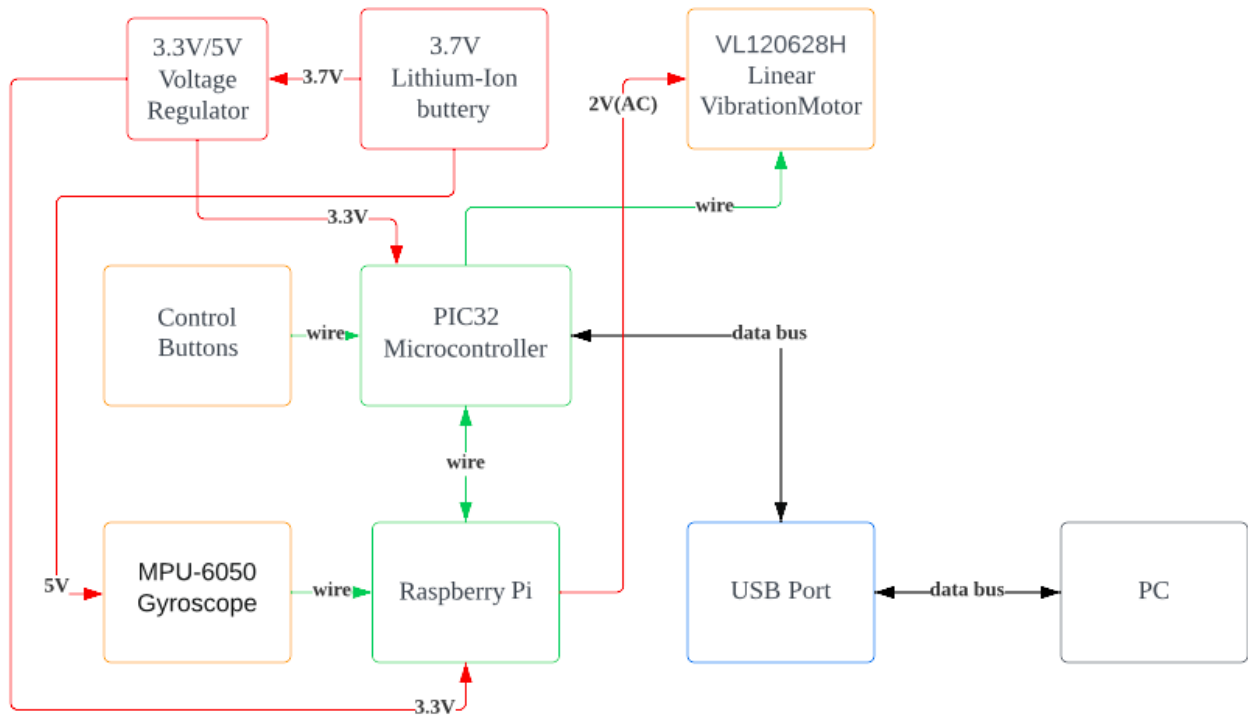 3.3V/5V
Voltage
Regulator
3.7V
3.7V
Lithium-Ion
buttery
2V(AC)
VL120628H
Linear
VibrationMotor
3.3V
wire
Control
Buttons
wire
PIC32
Microcontroller
data bus
wire
5V
MPU-6050
Gyroscope
wire
Raspberry Pi
USB Port
data bus
PC
3.3V